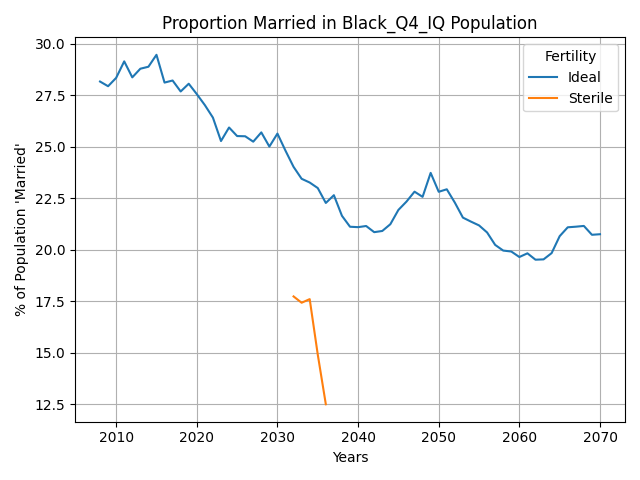 Proportion Married in Black_Q4_IQ Population
Fertility
Ideal
Sterile
% of Population 'Married'
30.0
27.5
25.0
22.5
20.0
17.5
15.0
12.5
2010 2020 2030 2040 2050 2060 2070
Years